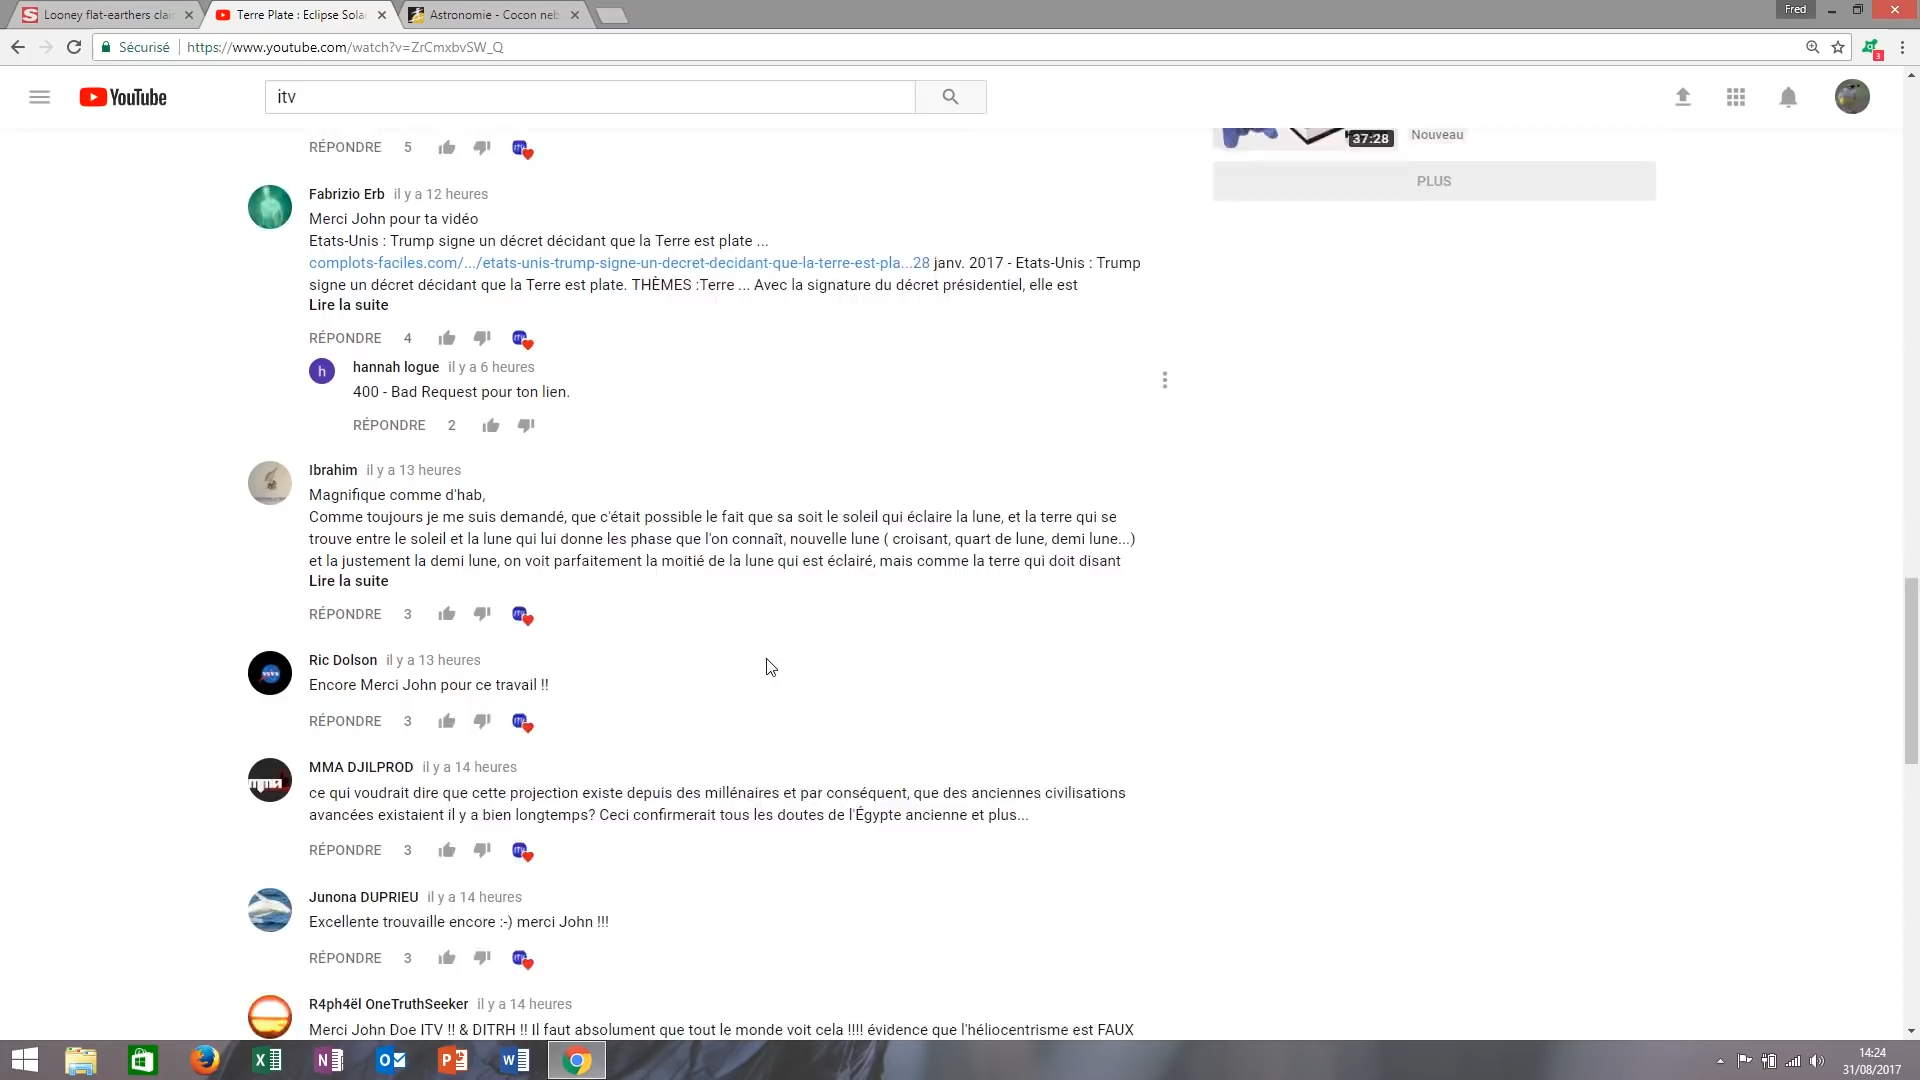 Looney flat-earthers clai
Terre Plate : Eclipse Sola
Astronomie - Cocon neb
Fred
Sécurisé
https://www.youtube.com/watch?v=ZrCmxbvSW_Q
3
YouTube
itv
RÉPONDRE 5
37:28
Nouveau
PLUS
Fabrizio Erb il y a 12 heures
Merci John pour ta vidéo
Etats-Unis : Trump signe un décret décidant que la Terre est plate ...
complots-faciles.com/.../etats-unis-trump-signe-un-decret-decidant-que-la-terre-est-pla...28 janv. 2017 - Etats-Unis : Trump
signe un décret décidant que la Terre est plate. THÈMES :Terre ... Avec la signature du décret présidentiel, elle est
Lire la suite
RÉPONDRE 4
h
hannah logue il y a 6 heures
400 - Bad Request pour ton lien.
RÉPONDRE 2
Ibrahim il y a 13 heures
Magnifique comme d'hab,
Comme toujours je me suis demandé, que c'était possible le fait que sa soit le soleil qui éclaire la lune, et la terre qui se
trouve entre le soleil et la lune qui lui donne les phase que l'on connaît, nouvelle lune ( croisant, quart de lune, demi lune...)
et la justement la demi lune, on voit parfaitement la moitié de la lune qui est éclairé, mais comme la terre qui doit disant
Lire la suite
RÉPONDRE 3
Ric Dolson il y a 13 heures
Encore Merci John pour ce travail !!
RÉPONDRE 3
MMA DJILPROD il y a 14 heures
ce qui voudrait dire que cette projection existe depuis des millénaires et par conséquent, que des anciennes civilisations
avancées existaient il y a bien longtemps? Ceci confirmerait tous les doutes de l'Égypte ancienne et plus...
RÉPONDRE 3
Junona DUPRIEU il y a 14 heures
Excellente trouvaille encore :-) merci John !!!
RÉPONDRE 3
R4ph4ël OneTruthSeeker il y a 14 heures
Merci John Doe ITV !! & DITRH !! Il faut absolument que tout le monde voit cela !!!! évidence que l'héliocentrisme est FAUX
14:24
31/08/2017